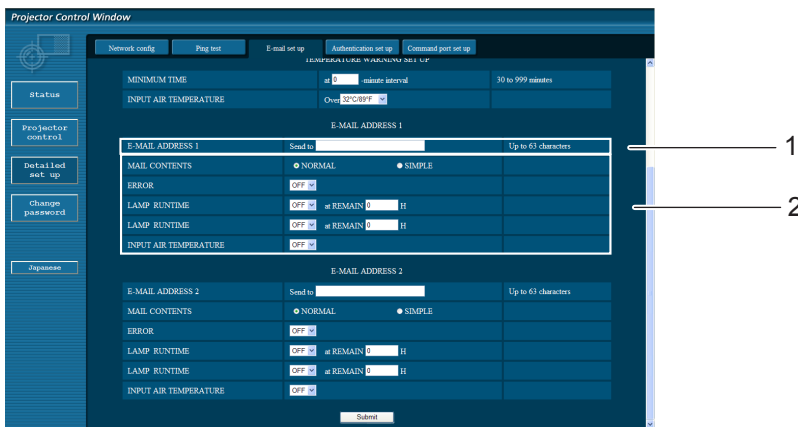 Projector Control Window
Network config Ping test E-mail set up Authentication set up Command port set up
TEMPERATURE WARNING SET UP
MINIMUM TIME at 0 -minute interval 30 to 999 minutes
INPUT AIR TEMPERATURE Over 32°C/89°F
E-MAIL ADDRESS 1
E-MAIL ADDRESS 1 Send to Up to 63 characters
MAIL CONTENTS NORMAL SIMPLE
ERROR OFF
LAMP RUNTIME OFF at REMAIN 0 H
LAMP RUNTIME OFF at REMAIN 0 H
INPUT AIR TEMPERATURE OFF
E-MAIL ADDRESS 2
E-MAIL ADDRESS 2 Send to Up to 63 characters
MAIL CONTENTS NORMAL SIMPLE
ERROR OFF
LAMP RUNTIME OFF at REMAIN 0 H
LAMP RUNTIME OFF at REMAIN 0 H
INPUT AIR TEMPERATURE OFF
Submit
Status
Projector
control
Detailed
set up
Change
password
Japanese
1
2